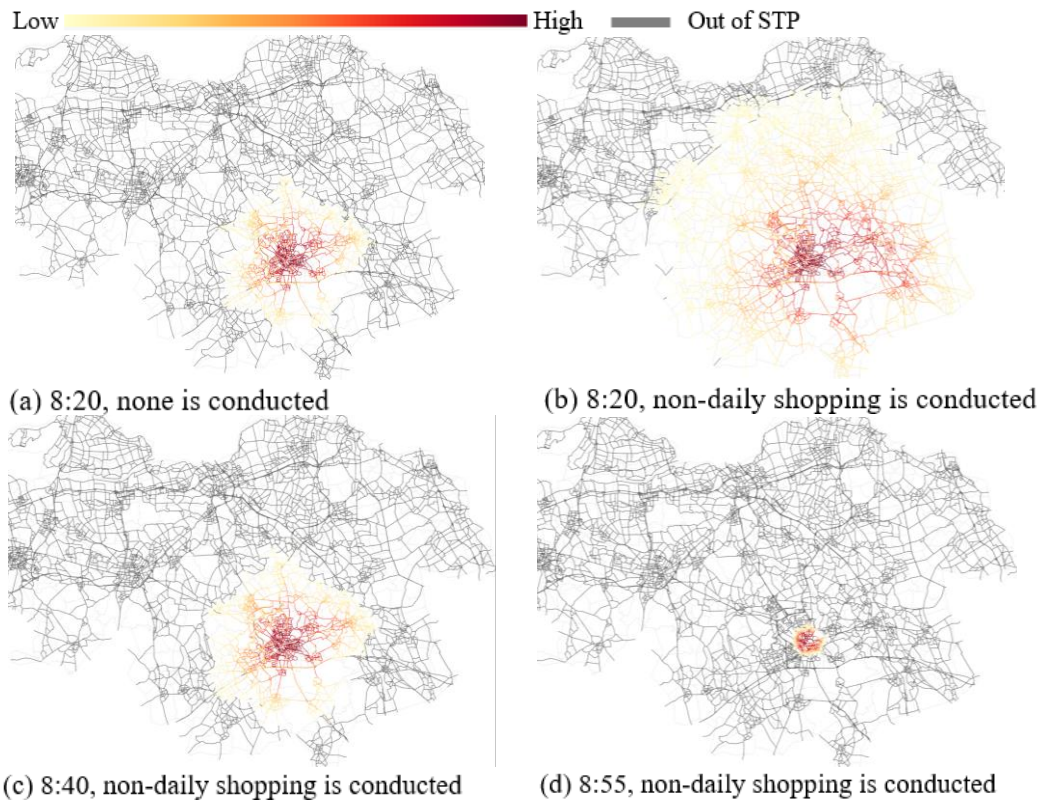 Low High Out of STP
(a) 8:20, none is conducted
(b) 8:20, non-daily shopping is conducted
(c) 8:40, non-daily shopping is conducted
(d) 8:55, non-daily shopping is conducted